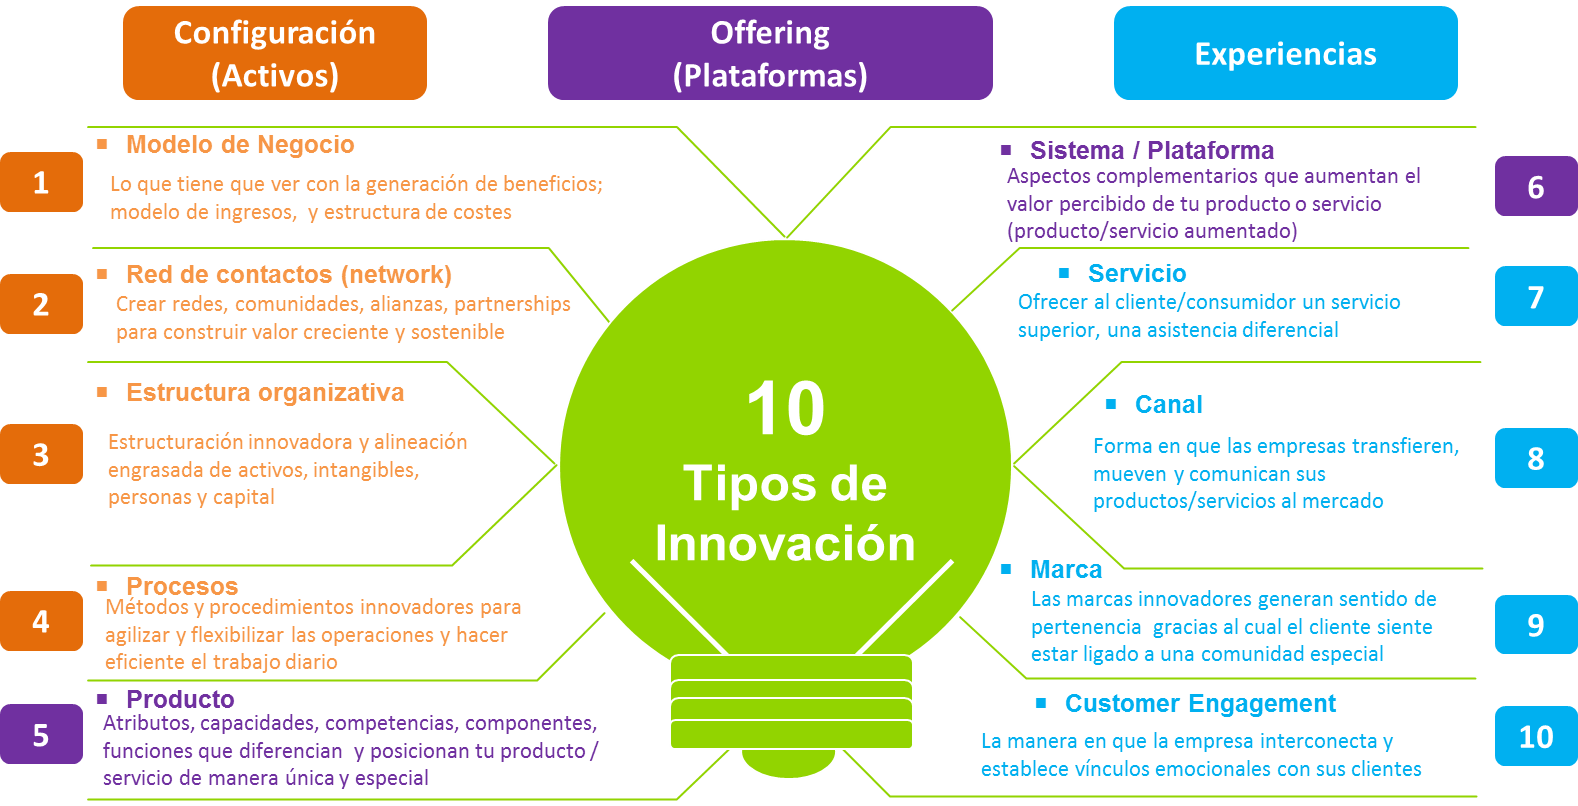 Configuración
(Activos)
Offering
(Plataformas)
Experiencias
1
Modelo de Negocio
Lo que tiene que ver con la generación de beneficios;
modelo de ingresos, y estructura de costes
2
Red de contactos (network)
Crear redes, comunidades, alianzas, partnerships
para construir valor creciente y sostenible
3
Estructura organizativa
Estructuración innovadora y alineación
engrasada de activos, intangibles,
personas y capital
4
Procesos
Métodos y procedimientos innovadores para
agilizar y flexibilizar las operaciones y hacer
eficiente el trabajo diario
5
Producto
Atributos, capacidades, competencias, componentes,
funciones que diferencian y posicionan tu producto /
servicio de manera única y especial
10
Tipos de
Innovación
Sistema / Plataforma
Aspectos complementarios que aumentan el
valor percibido de tu producto o servicio
(producto/servicio aumentado)
6
Servicio
Ofrecer al cliente/consumidor un servicio
superior, una asistencia diferencial
7
Canal
Forma en que las empresas transfieren,
mueven y comunican sus
productos/servicios al mercado
8
Marca
Las marcas innovadores generan sentido de
pertenencia gracias al cual el cliente siente
estar ligado a una comunidad especial
9
Customer Engagement
La manera en que la empresa interconecta y
establece vínculos emocionales con sus clientes
10